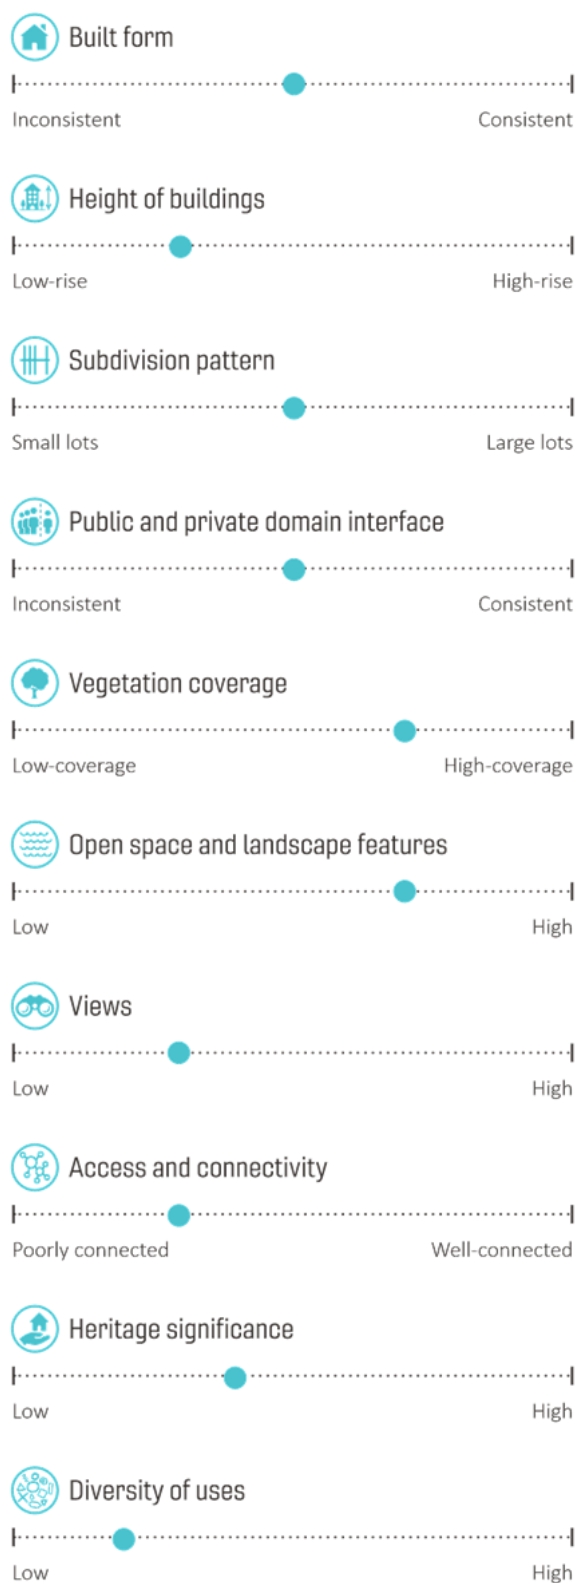 Built form
Inconsistent Consistent
Height of buildings
Low-rise High-rise
Subdivision pattern
Small lots Large lots
Public and private domain interface
Inconsistent Consistent
Vegetation coverage
Low-coverage High-coverage
Open space and landscape features
Low High
Views
Low High
Access and connectivity
Poorly connected Well-connected
Heritage significance
Low High
Diversity of uses
Low High